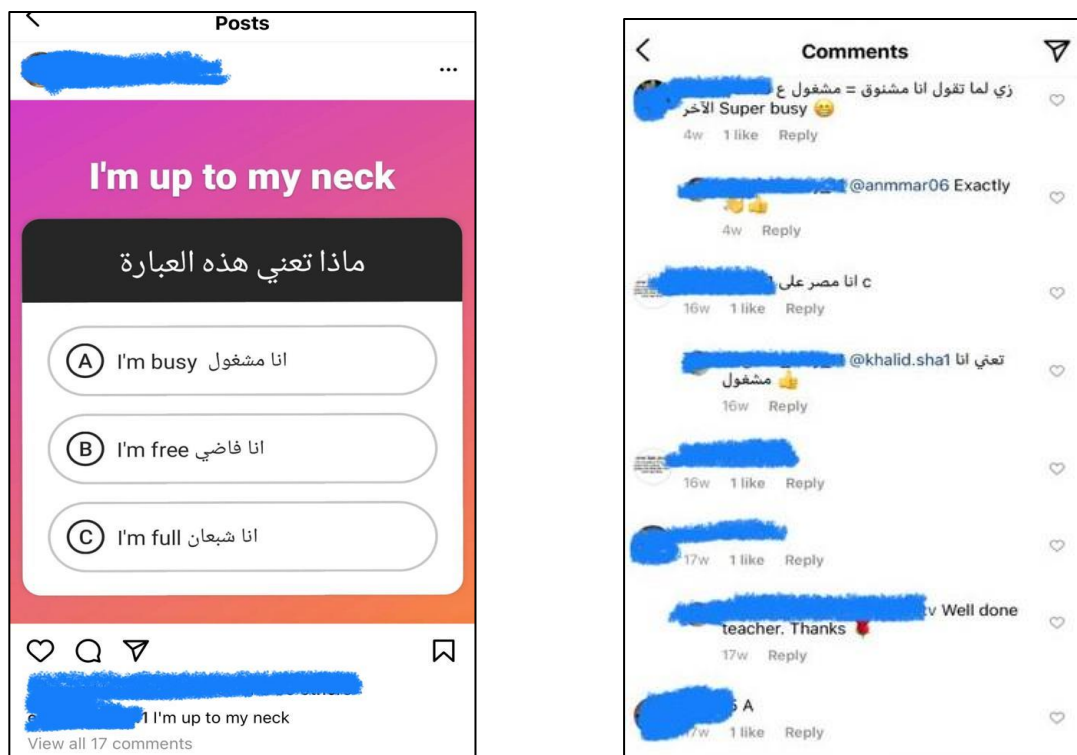 Posts
...
I'm up to my neck
ماذا تعني هذه العبارة
A I'm busy انا مشغول
B I'm free انا فاضي
C I'm full انا شبعان
1 I'm up to my neck
View all 17 comments
Comments
زي لما تقول انا مشنوق = مشغول ع
الآخر Super busy 😁
4w 1 like Reply
@anmmar06 Exactly
👏👍
4w Reply
انا مصر على c
16w 1 like Reply
@khalid.sha1 تعني انا
مشغول 👍
16w Reply
16w 1 like Reply
17w 1 like Reply
Well done
teacher. Thanks 🌹
17w Reply
A
1 like Reply